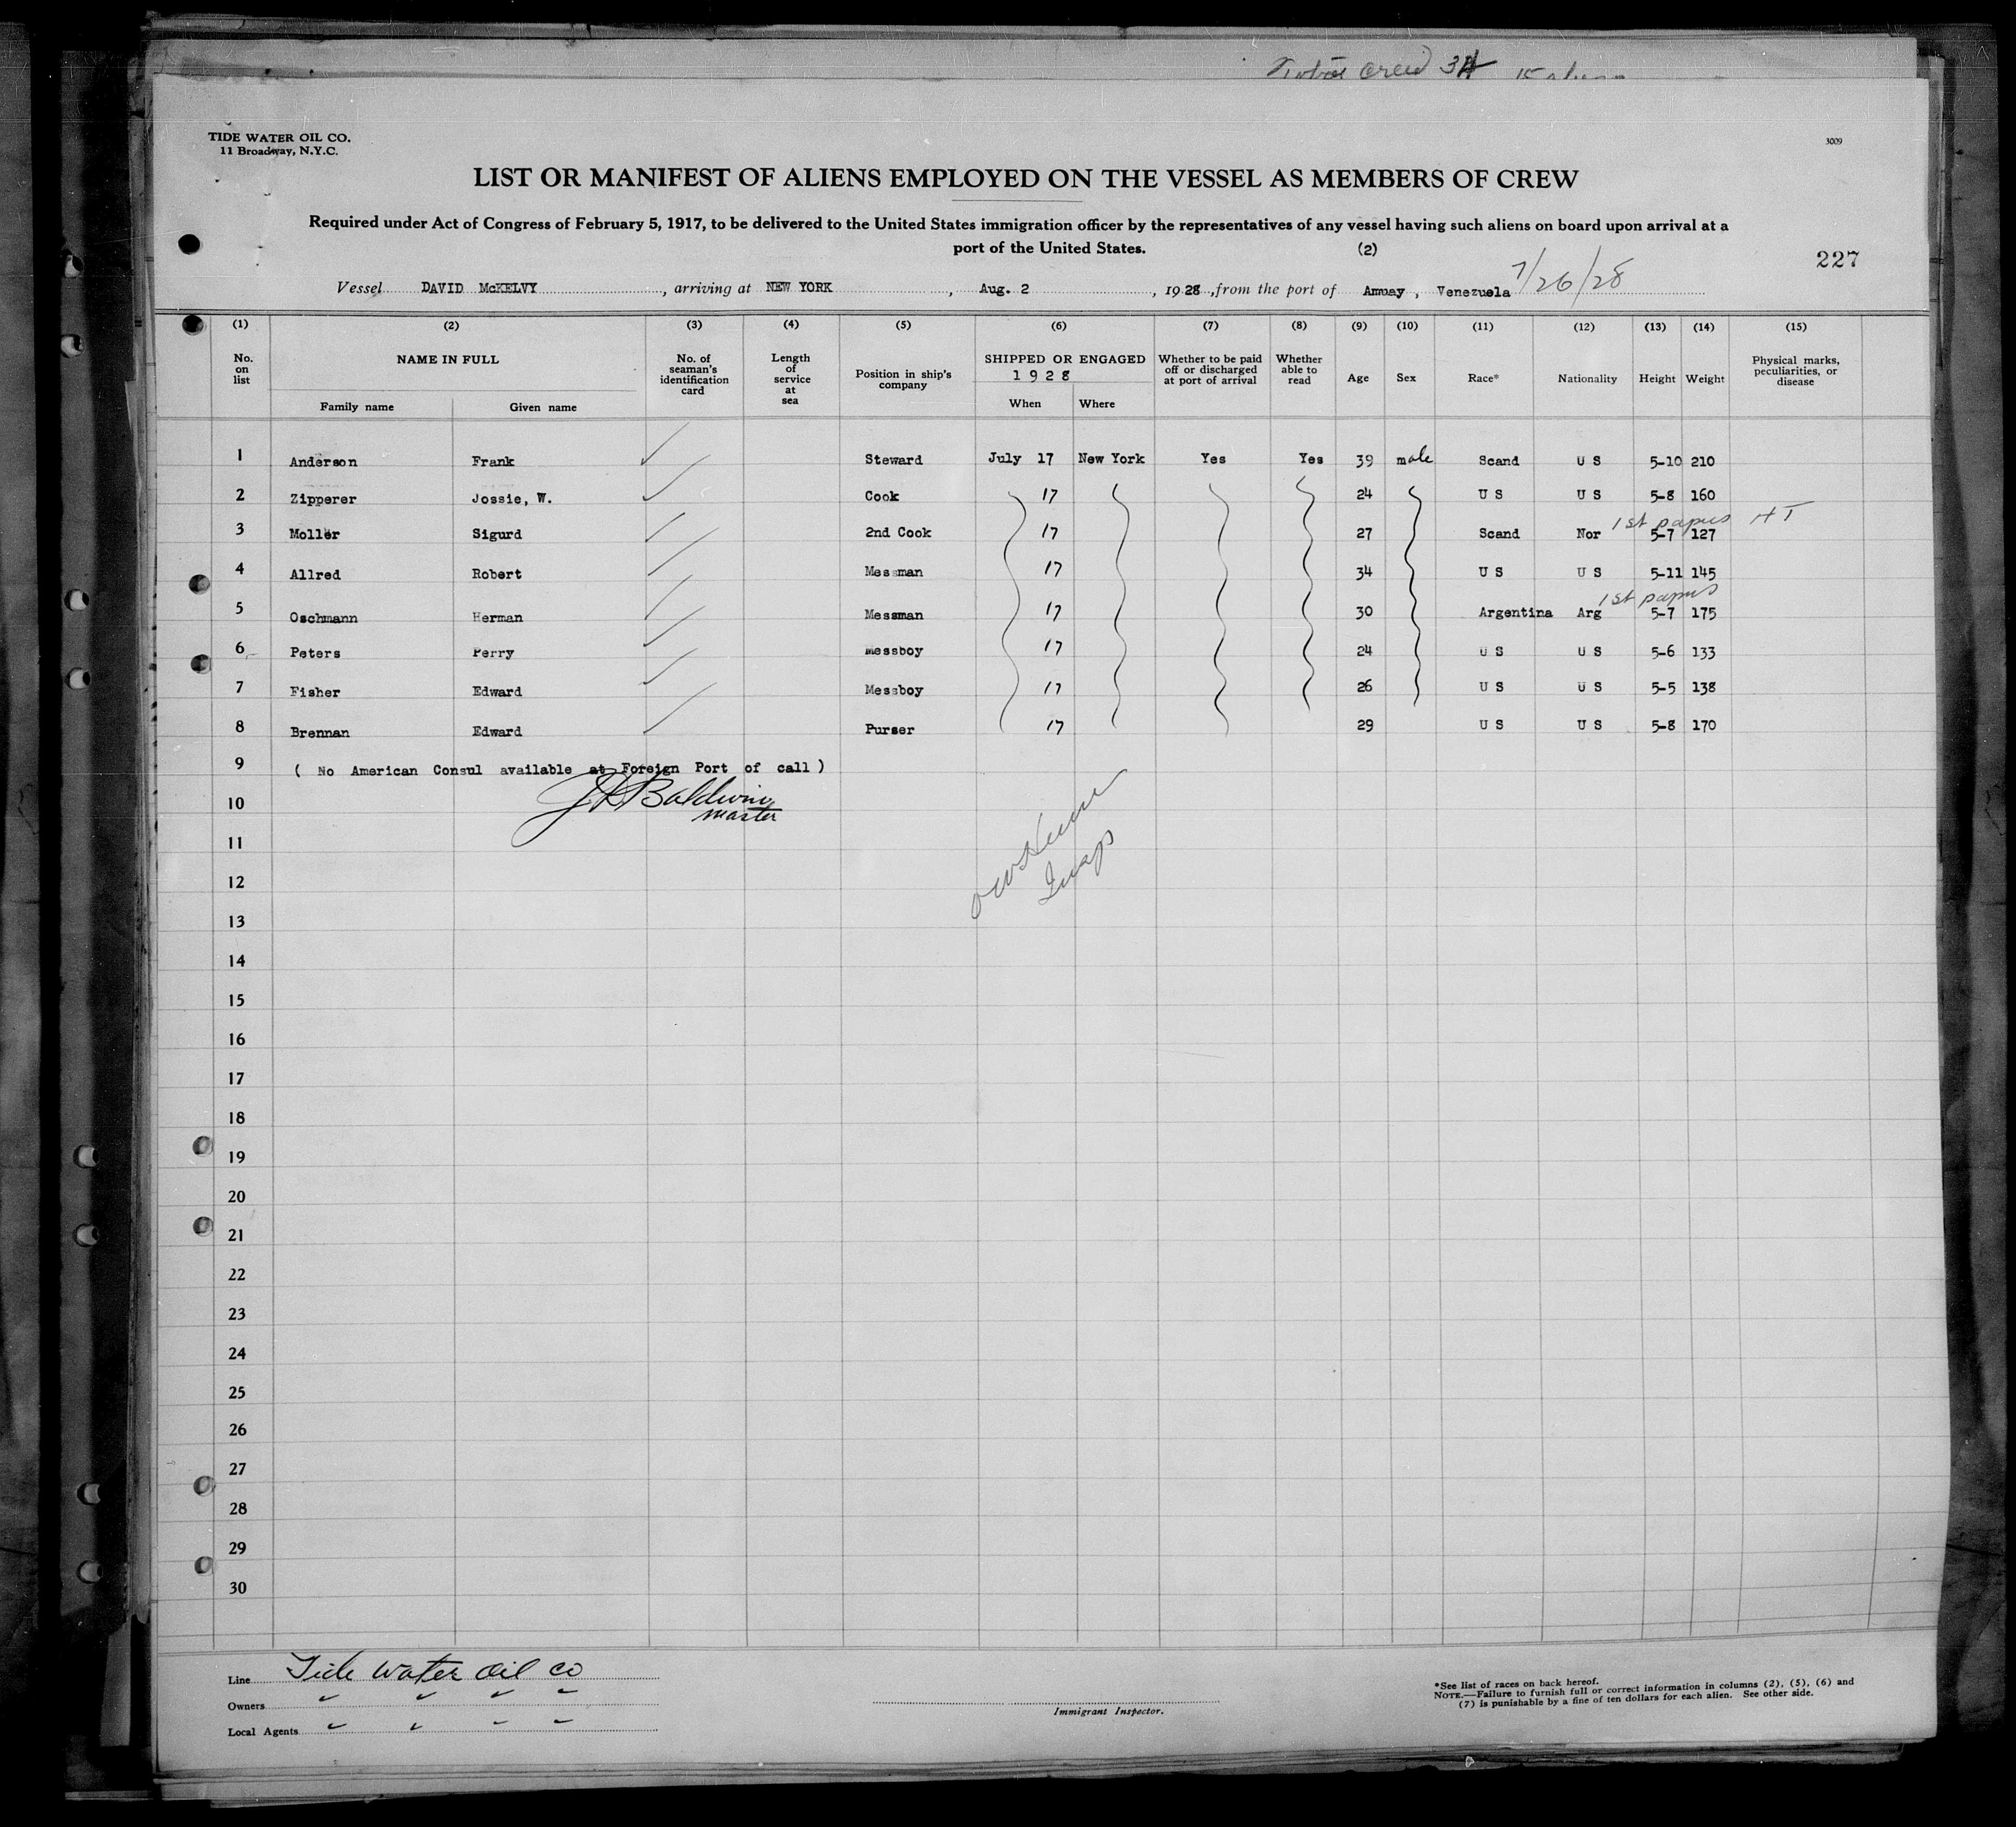 Crew 34
TIDE WATER OIL CO.
11 Broadway, N.Y.C.
3009
LIST OR MANIFEST OF ALIENS EMPLOYED ON THE VESSEL AS MEMBERS OF CREW
Required under Act of Congress of February 5, 1917, to be delivered to the United States immigration officer by the representatives of any vessel having such aliens on board upon arrival at a
port of the United States. (2)
227
Vessel DAVID McKELVY, arriving at NEW YORK, Aug. 2, 1928, from the port of Amuay, Venezuela 7/26/28
(1) (2) (3) (4) (5) (6) (7) (8) (9) (10) (11) (12) (13) (14) (15)
No. on list NAME IN FULL Family name Given name No. of seaman's identification card Length of service at sea Position in ship's company SHIPPED OR ENGAGED 1928 When Where Whether to be paid off or discharged at port of arrival Whether able to read Age Sex Race* Nationality Height Weight Physical marks, peculiarities, or disease
1 Anderson Frank Steward July 17 New York Yes Yes 39 male Scand U S 5-10 210
2 Zipperer Jossie, W. Cook 17 24 U S U S 5-8 160
1st papers HT
3 Moller Sigurd 2nd Cook 17 27 Scand Nor 5-7 127
4 Allred Robert Messman 17 34 U S U S 5-11 145
1st papers
5 Oschmann Herman Messman 17 30 Argentina Arg 5-7 175
6 Peters Perry Messboy 17 24 U S U S 5-6 133
7 Fisher Edward Messboy 17 26 U S U S 5-5 138
8 Brennan Edward Purser 17 29 U S U S 5-8 170
9 ( No American Consul available at Foreign Port of call )
10 Baldwin
master
11
12
13
14
15
16
17
18
19
20
21
22
23
24
25
26
27
28
29
30
Line Tide Water Oil Co
Owners " " " "
Local Agents " " " "
Immigrant Inspector.
*See list of races on back hereof.
NOTE.—Failure to furnish full or correct information in columns (2), (5), (6) and
(7) is punishable by a fine of ten dollars for each alien. See other side.